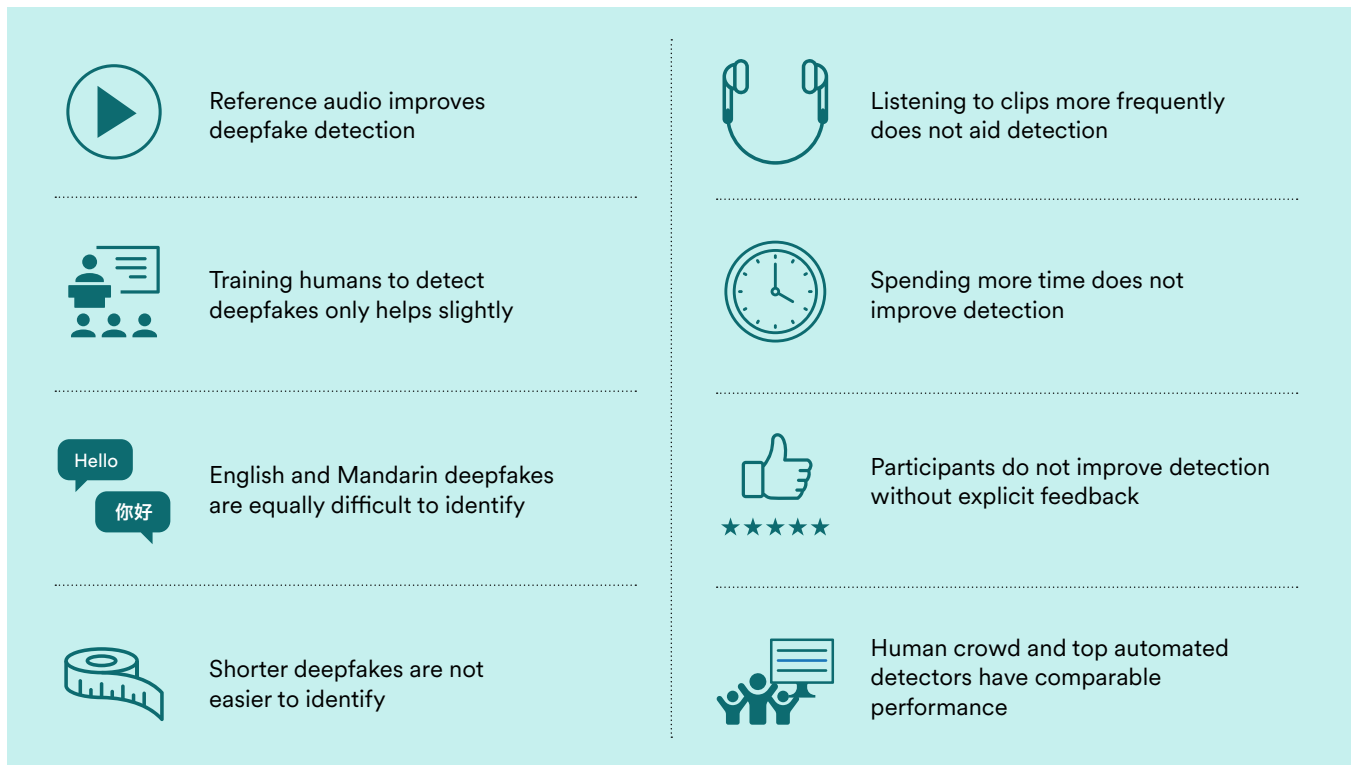 Reference audio improves
deepfake detection
Training humans to detect
deepfakes only helps slightly
Hello
你好
English and Mandarin deepfakes
are equally difficult to identify
Shorter deepfakes are not
easier to identify
Listening to clips more frequently
does not aid detection
Spending more time does not
improve detection
Participants do not improve detection
without explicit feedback
Human crowd and top automated
detectors have comparable
performance